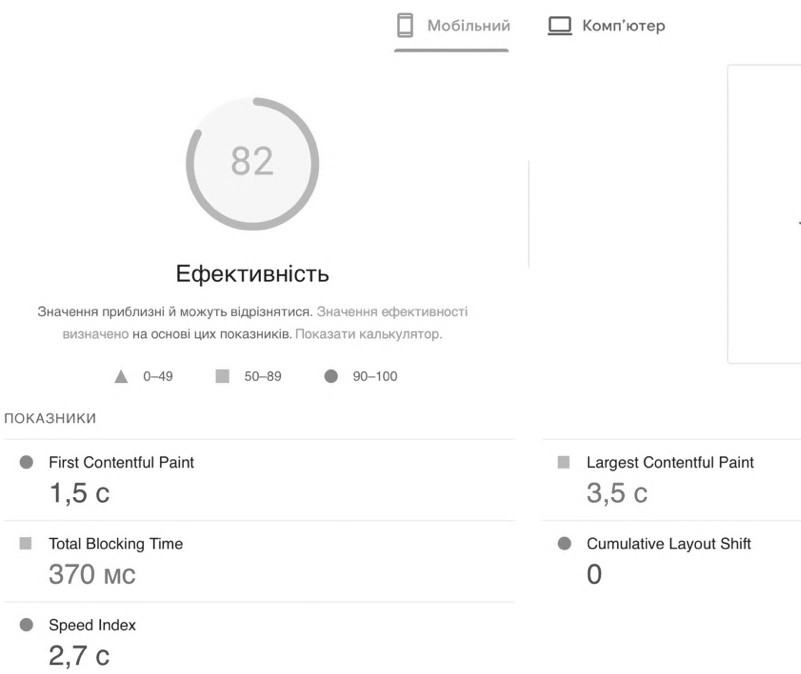 Мобільний
Комп'ютер
82
Ефективність
Значення приблизні й можуть відрізнятися. Значення ефективності
визначено на основі цих показників. Показати калькулятор.
0–49
50–89
90–100
ПОКАЗНИКИ
First Contentful Paint
1,5 с
Largest Contentful Paint
3,5 с
Total Blocking Time
370 мс
Cumulative Layout Shift
0
Speed Index
2,7 с